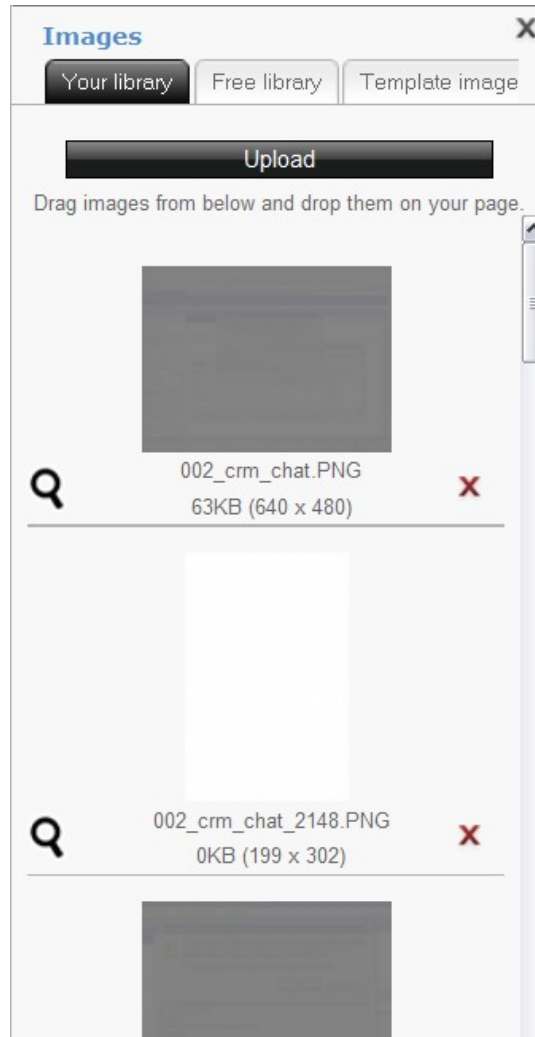 Images
Your library Free library Template image
Upload
Drag images from below and drop them on your page.
002_crm_chat.PNG
63KB (640 x 480)
002_crm_chat_2148.PNG
0KB (199 x 302)